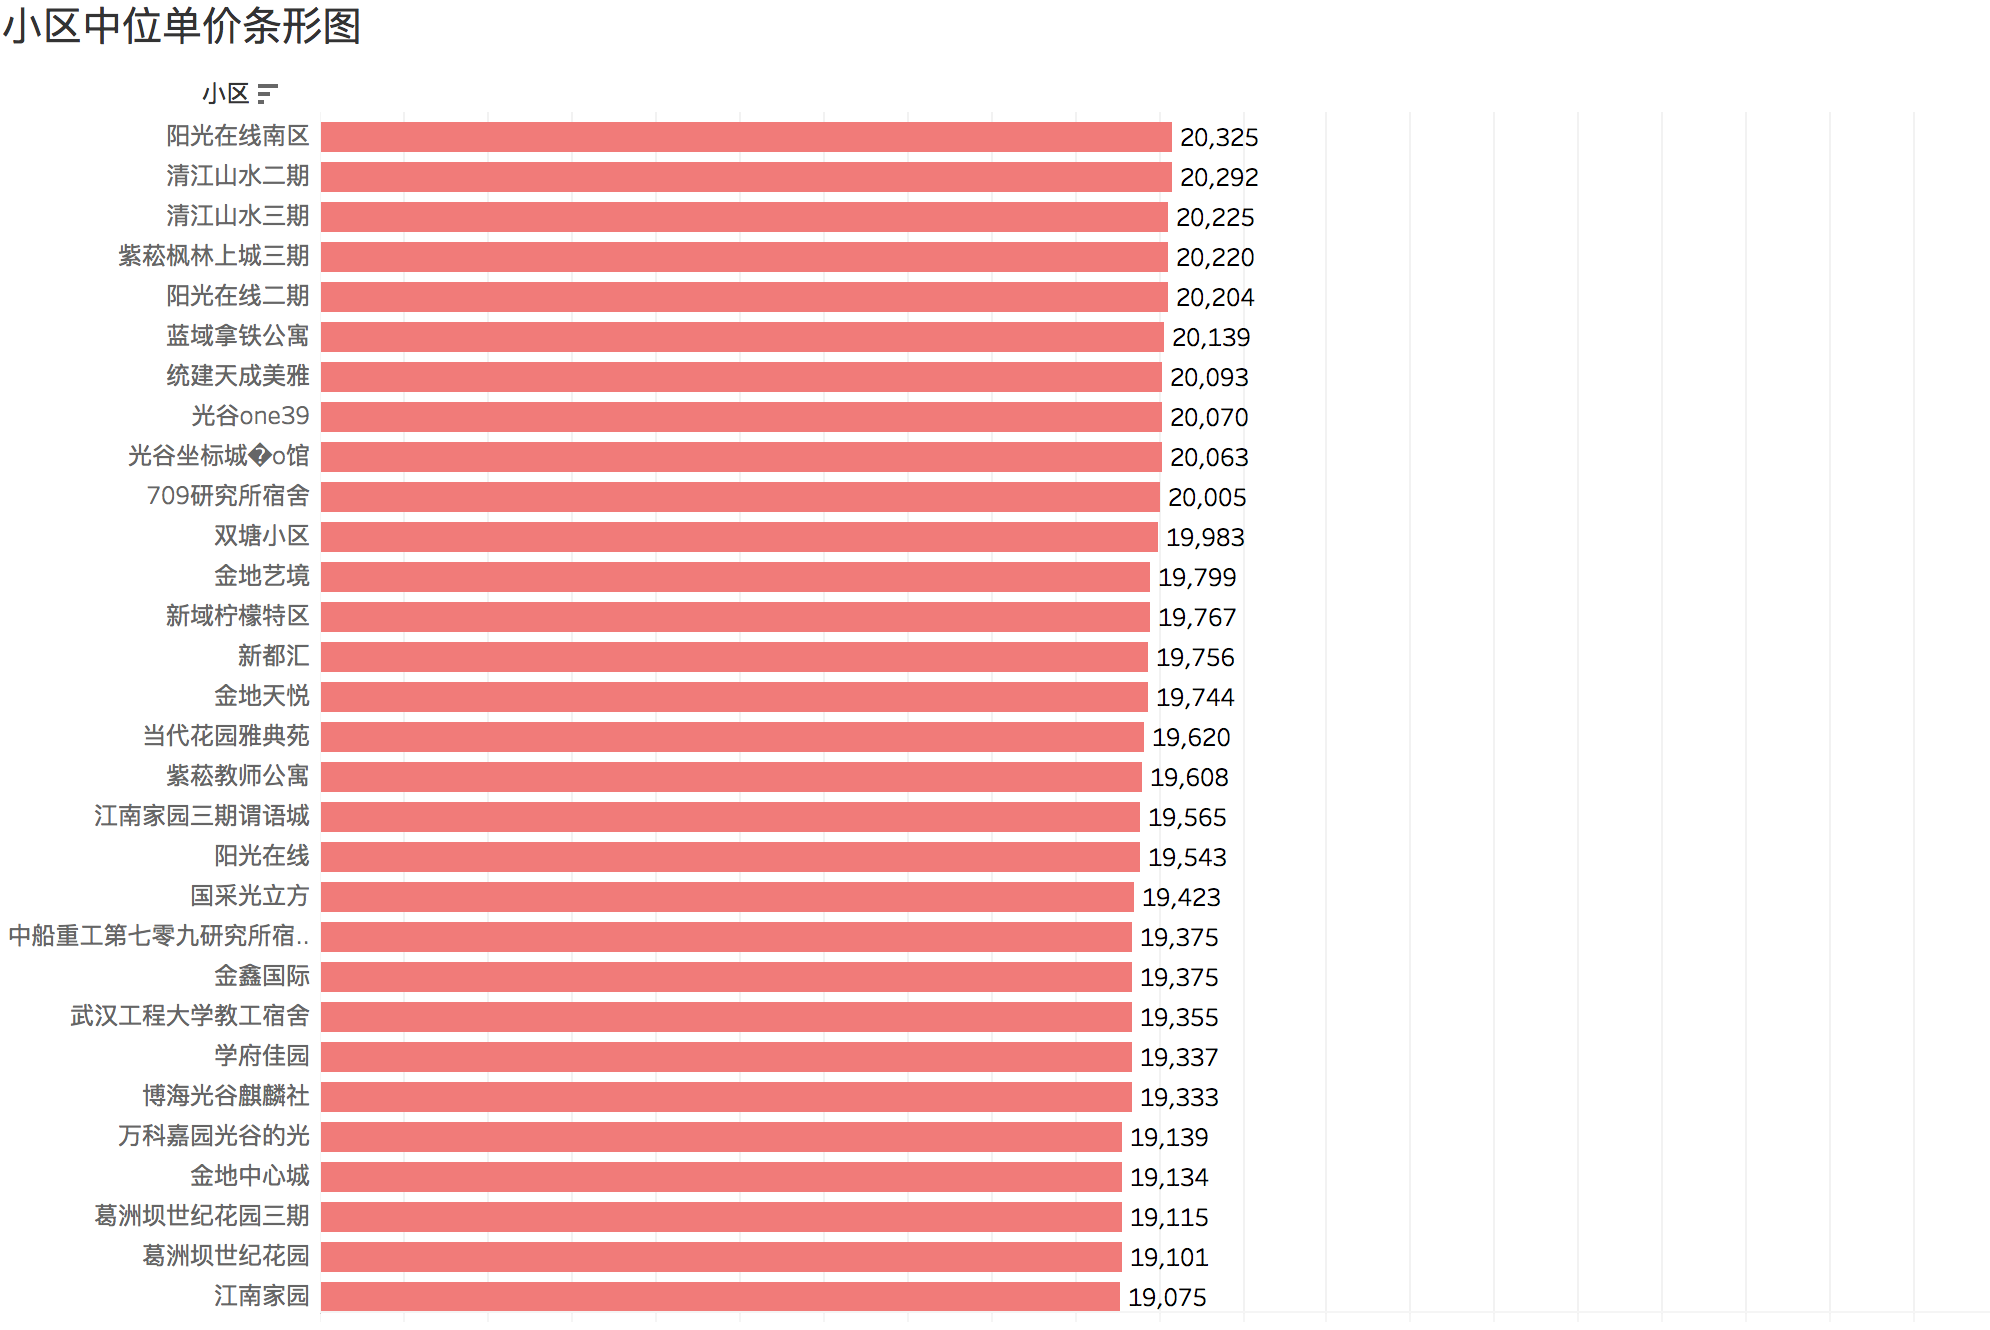 小区中位单价条形图
小区
阳光在线南区 20,325
清江山水二期 20,292
清江山水三期 20,225
紫菘枫林上城三期 20,220
阳光在线二期 20,204
蓝域拿铁公寓 20,139
统建天成美雅 20,093
光谷one39 20,070
光谷坐标城�o馆 20,063
709研究所宿舍 20,005
双塘小区 19,983
金地艺境 19,799
新域柠檬特区 19,767
新都汇 19,756
金地天悦 19,744
当代花园雅典苑 19,620
紫菘教师公寓 19,608
江南家园三期谓语城 19,565
阳光在线 19,543
国采光立方 19,423
中船重工第七零九研究所宿.. 19,375
金鑫国际 19,375
武汉工程大学教工宿舍 19,355
学府佳园 19,337
博海光谷麒麟社 19,333
万科嘉园光谷的光 19,139
金地中心城 19,134
葛洲坝世纪花园三期 19,115
葛洲坝世纪花园 19,101
江南家园 19,075